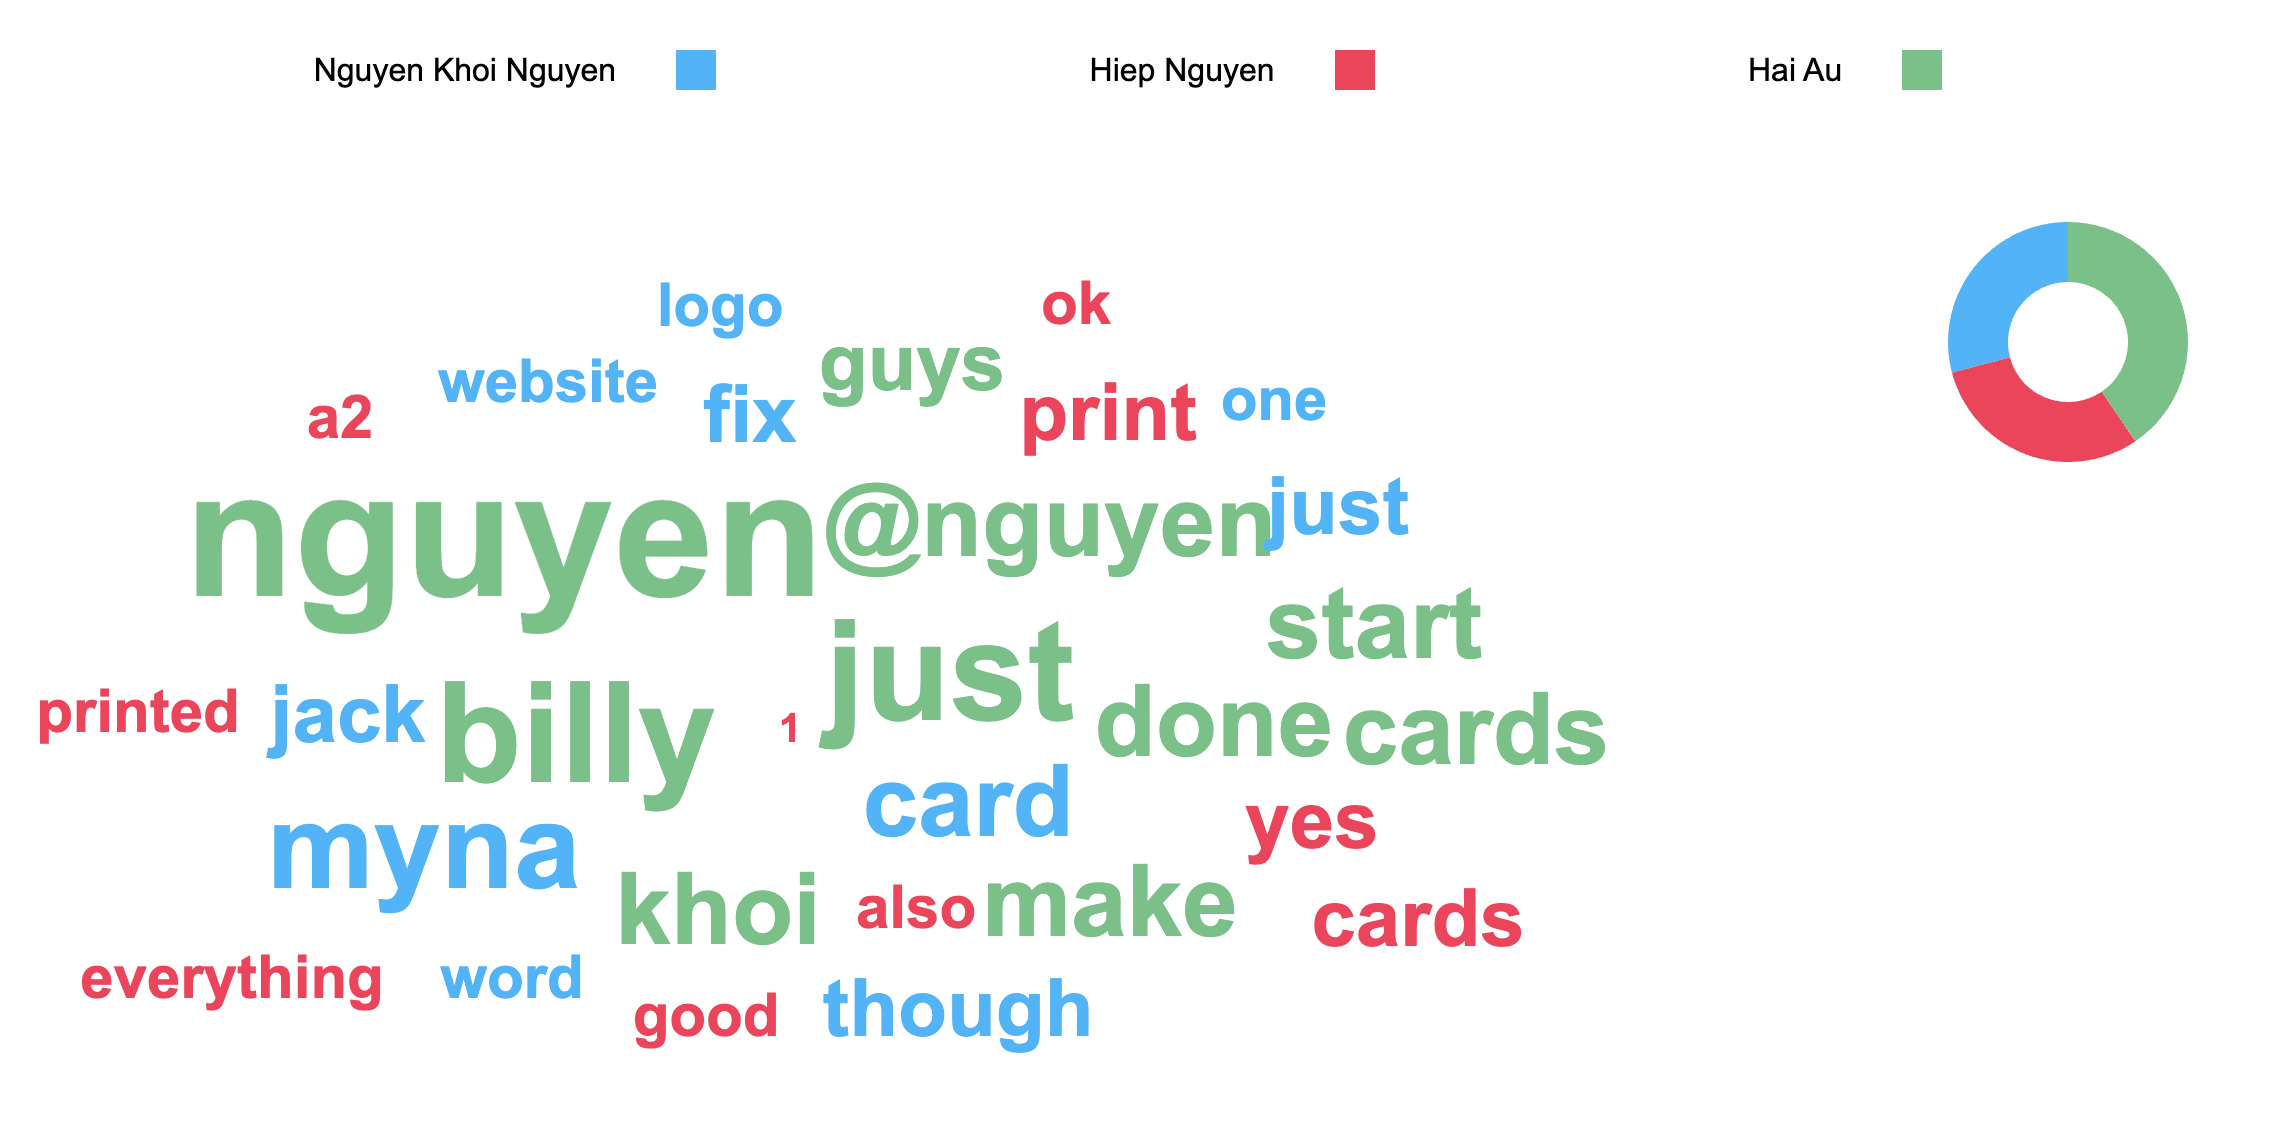 Nguyen Khoi Nguyen Hiep Nguyen Hai Au
logo ok
website fix guys print one
a2
nguyen @nguyen just
just start
printed jack billy 1 done cards
myna card yes
khoi also make cards
everything word good though